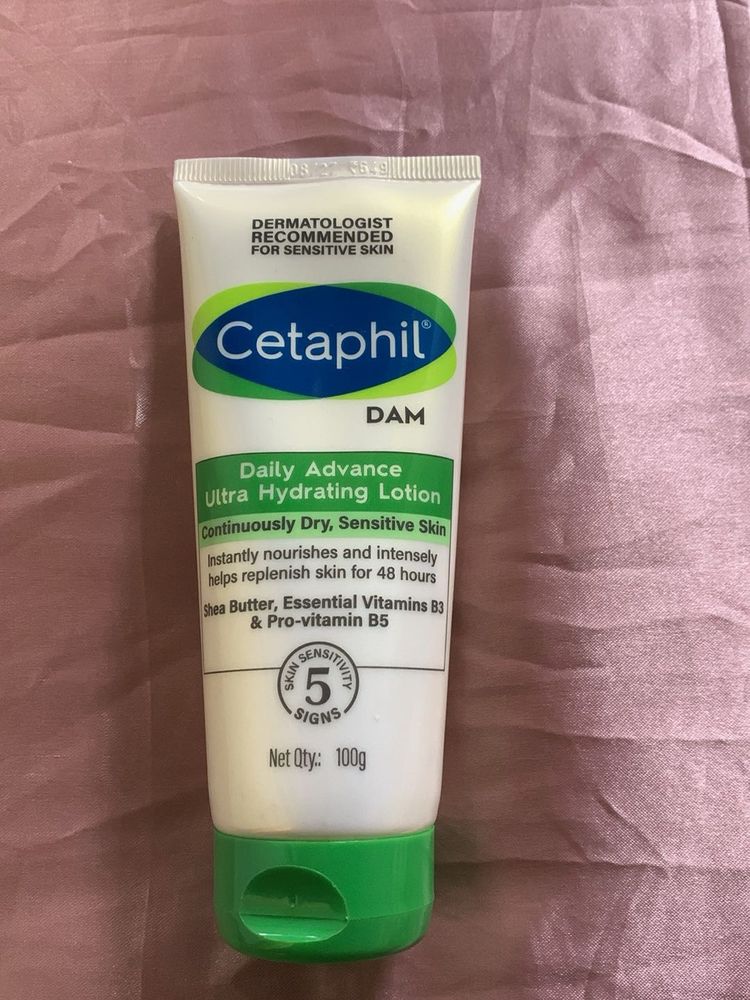 DERMATOLOGIST
RECOMMENDED
FOR SENSITIVE SKIN
Cetaphil®
DAM
Daily Advance
Ultra Hydrating Lotion
Continuously Dry, Sensitive Skin
Instantly nourishes and intensely
helps replenish skin for 48 hours
Shea Butter, Essential Vitamins B3
& Pro-vitamin B5
SKIN SENSITIVITY
5
SIGNS
Net Qty.: 100g